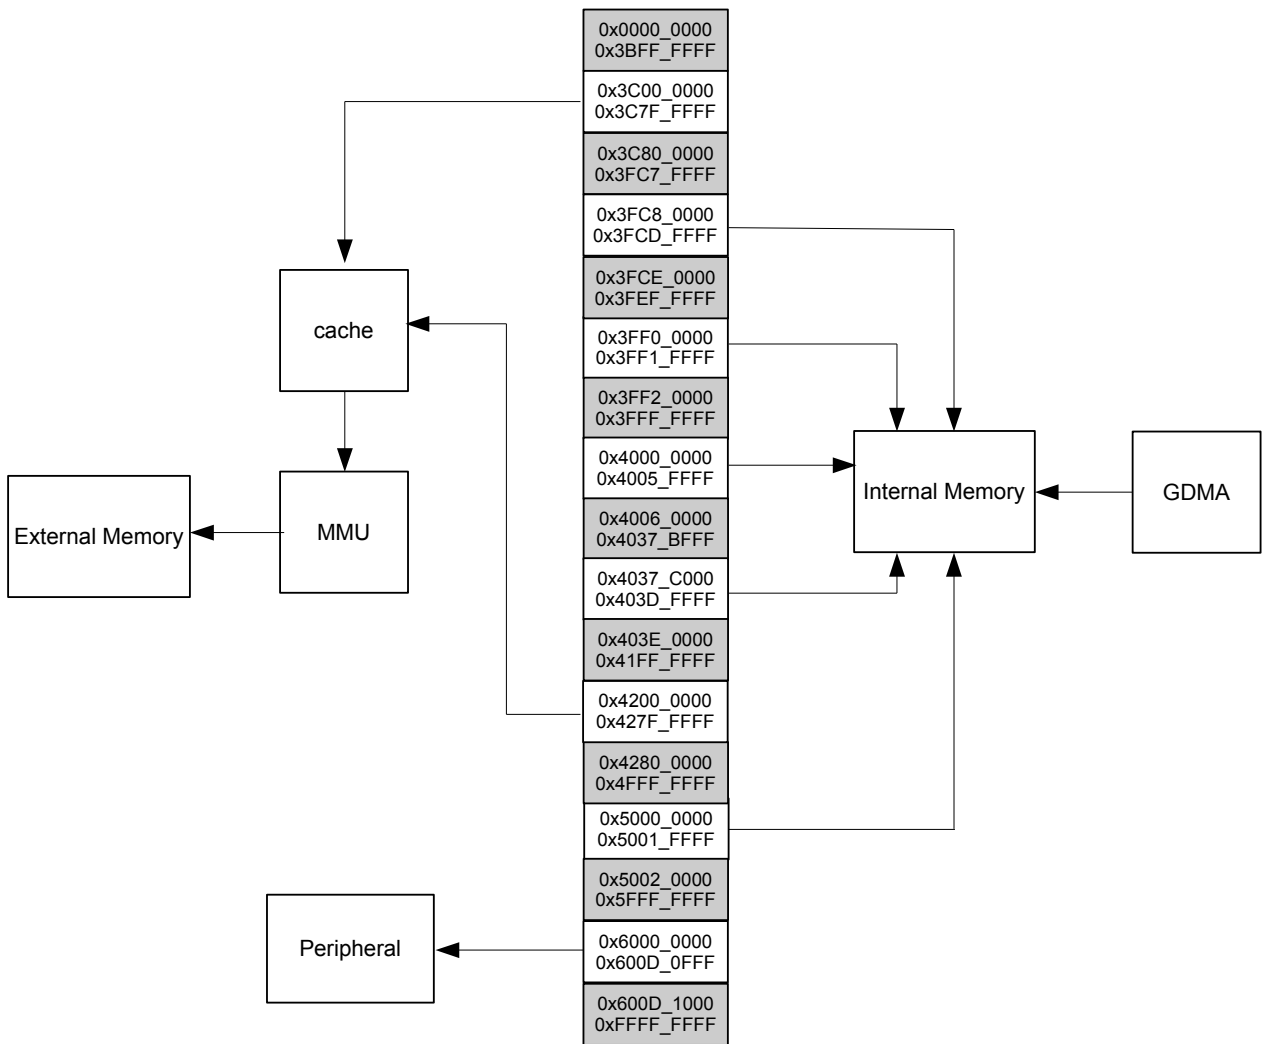 0x0000_0000
0x3BFF_FFFF
0x3C00_0000
0x3C7F_FFFF
0x3C80_0000
0x3FC7_FFFF
0x3FC8_0000
0x3FCD_FFFF
0x3FCE_0000
0x3FEF_FFFF
cache
0x3FF0_0000
0x3FF1_FFFF
0x3FF2_0000
0x3FFF_FFFF
0x4000_0000
0x4005_FFFF
Internal Memory
GDMA
External Memory
MMU
0x4006_0000
0x4037_BFFF
0x4037_C000
0x403D_FFFF
0x403E_0000
0x41FF_FFFF
0x4200_0000
0x427F_FFFF
0x4280_0000
0x4FFF_FFFF
0x5000_0000
0x5001_FFFF
0x5002_0000
0x5FFF_FFFF
Peripheral
0x6000_0000
0x600D_0FFF
0x600D_1000
0xFFFF_FFFF